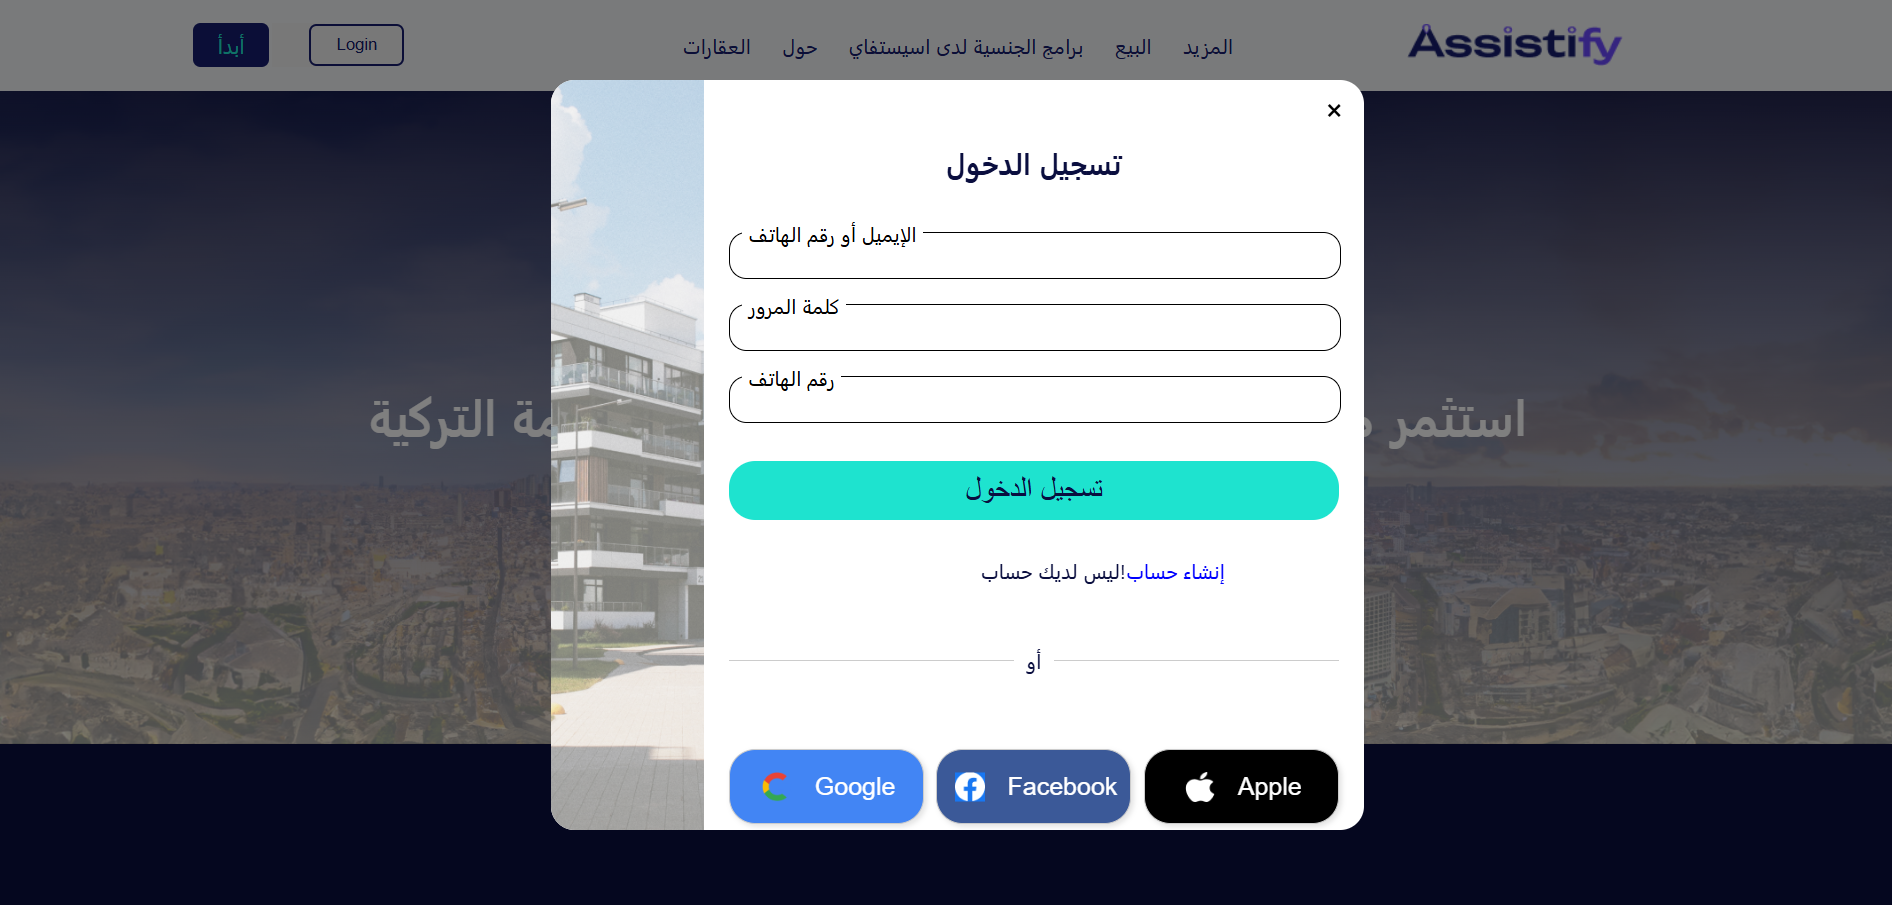 Assistify
المزيد
البيع
برامج الجنسية لدى اسيستفاي
حول
العقارات
Login
أبدأ
استثمر
التركية
تسجيل الدخول
الإيميل أو رقم الهاتف
كلمة المرور
رقم الهاتف
تسجيل الدخول
ليس لديك حساب!إنشاء حساب
أو
Google
Facebook
Apple